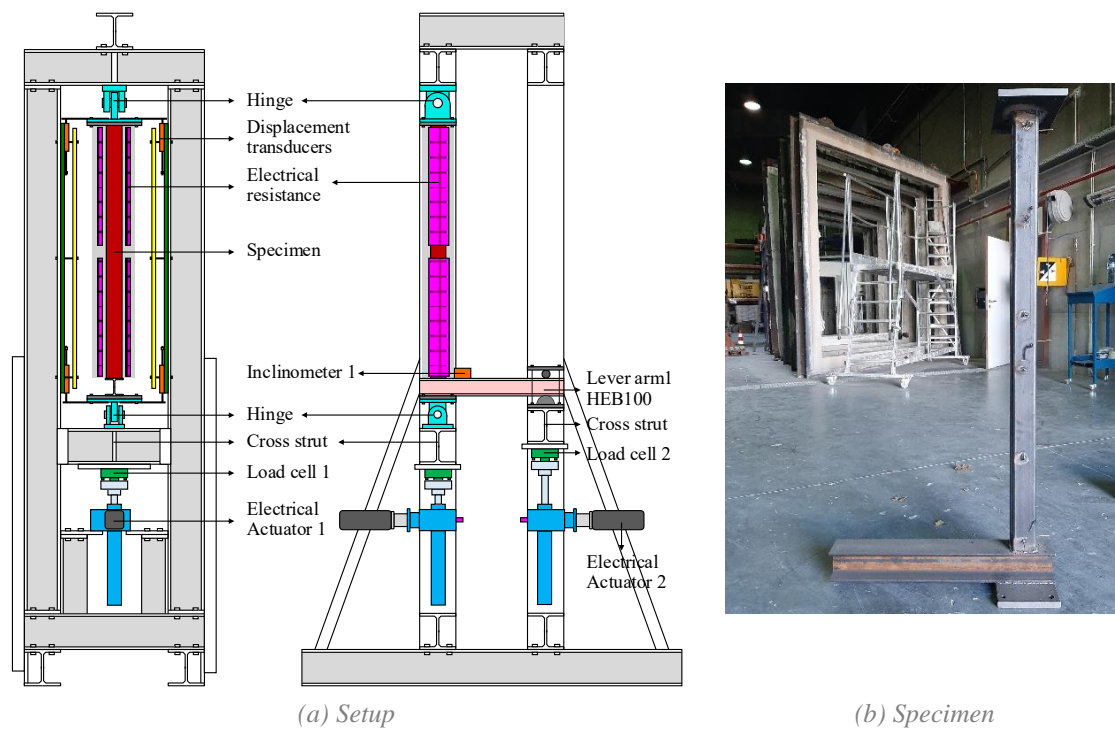 Hinge
Displacement
transducers
Electrical
resistance
Specimen
Inclinometer 1
Lever arm1
HEB100
Hinge
Cross strut
Cross strut
Load cell 1
Load cell 2
Electrical
Actuator 1
Electrical
Actuator 2
(a) Setup
(b) Specimen